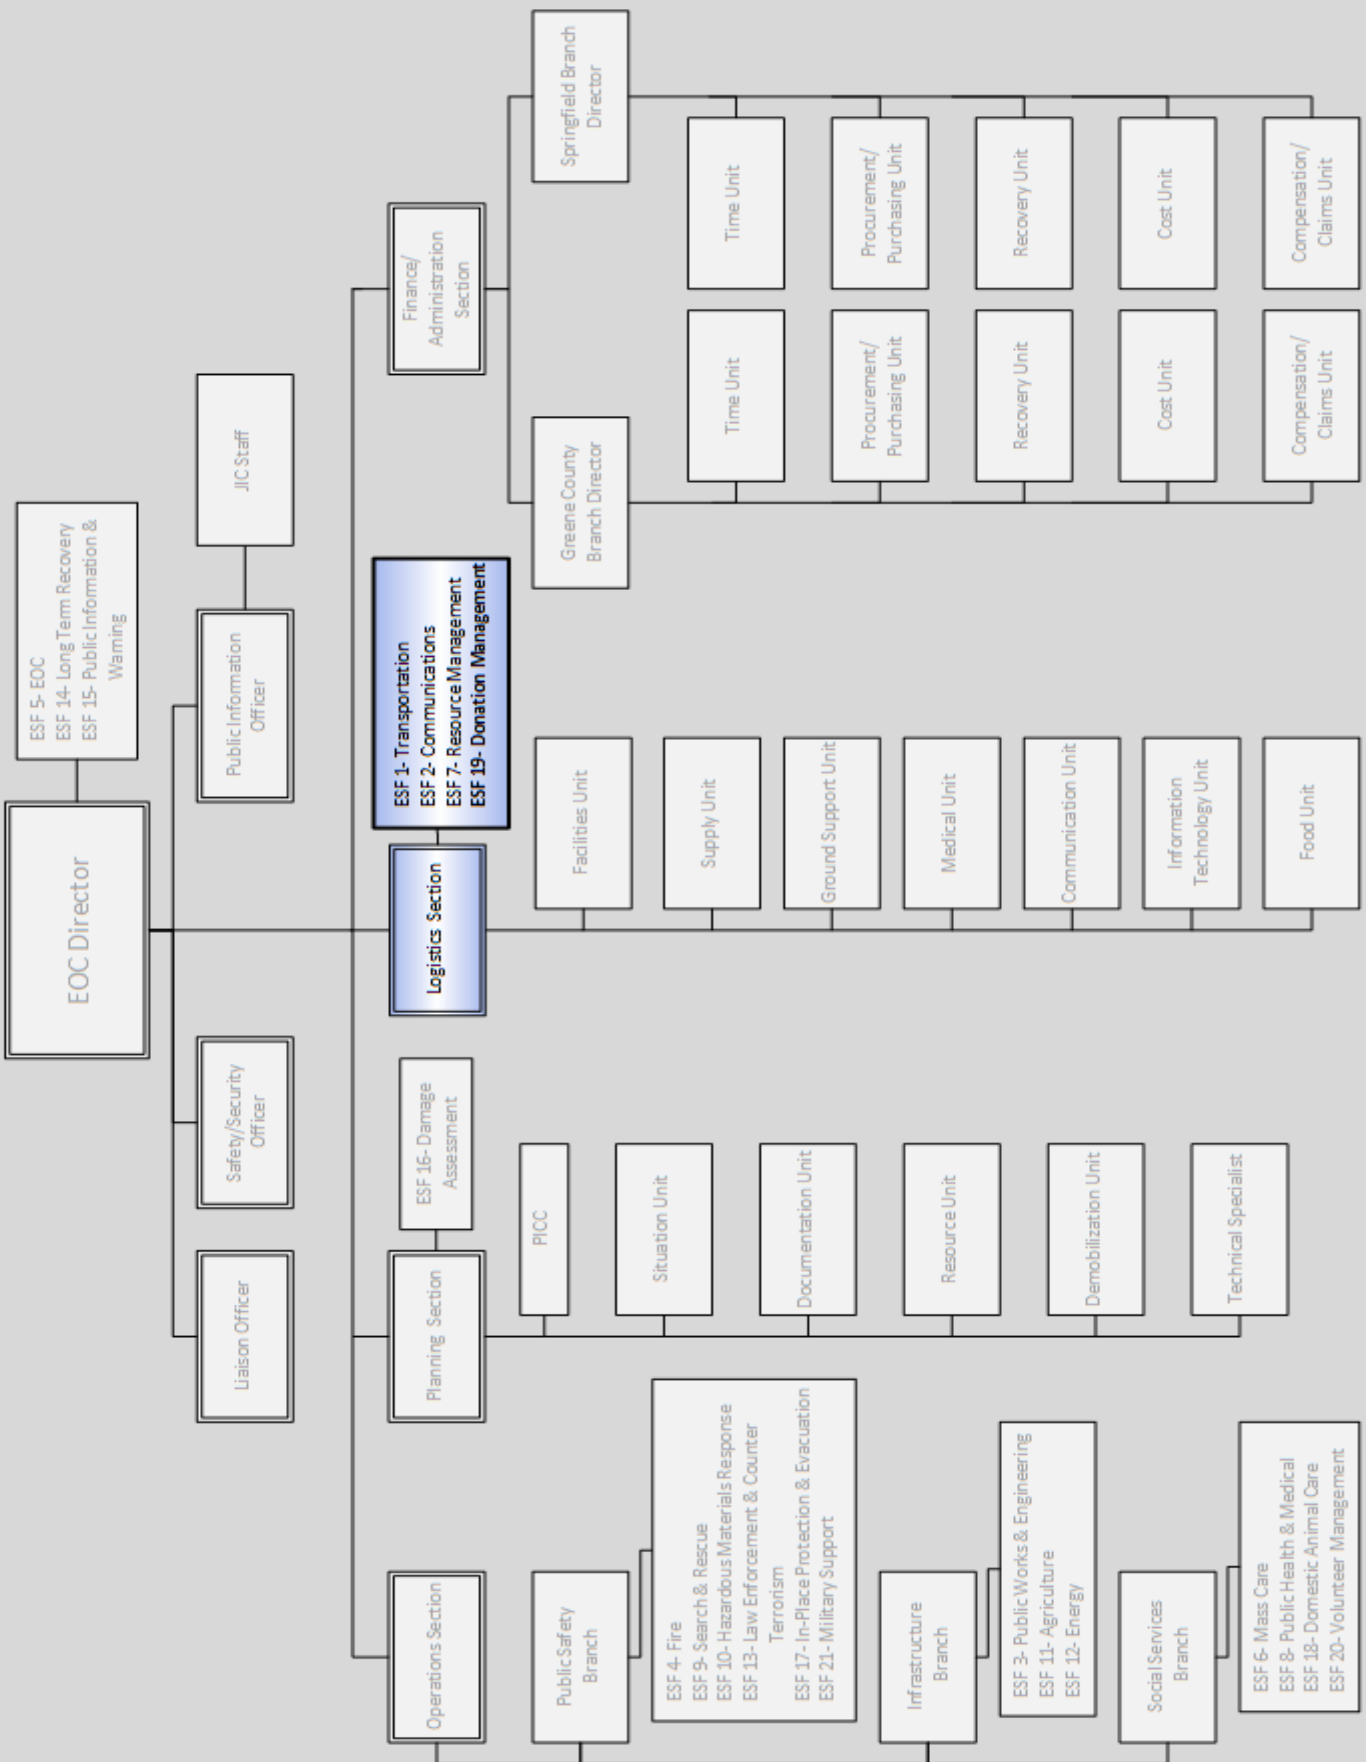 EOC Director
ESF 5- EOC
ESF 14- Long Term Recovery
ESF 15- Public Information &
Warning
Liaison Officer
Safety/Security
Officer
Public Information
Officer
JIC Staff
Operations Section
Public Safety
Branch
ESF 4- Fire
ESF 9- Search & Rescue
ESF 10- Hazardous Materials Response
ESF 13- Law Enforcement & Counter
Terrorism
ESF 17- In-Place Protection & Evacuation
ESF 21- Military Support
Infrastructure
Branch
ESF 3- Public Works & Engineering
ESF 11- Agriculture
ESF 12- Energy
Social Services
Branch
ESF 6- Mass Care
ESF 8- Public Health & Medical
ESF 18- Domestic Animal Care
ESF 20- Volunteer Management
Planning Section
ESF 16- Damage
Assessment
PICC
Situation Unit
Documentation Unit
Resource Unit
Demobilization Unit
Technical Specialist
Logistics Section
ESF 1- Transportation
ESF 2- Communications
ESF 7- Resource Management
ESF 19- Donation Management
Facilities Unit
Supply Unit
Ground Support Unit
Medical Unit
Communication Unit
Information
Technology Unit
Food Unit
Finance/
Administration
Section
Greene County
Branch Director
Time Unit
Procurement/
Purchasing Unit
Recovery Unit
Cost Unit
Compensation/
Claims Unit
Springfield Branch
Director
Time Unit
Procurement/
Purchasing Unit
Recovery Unit
Cost Unit
Compensation/
Claims Unit